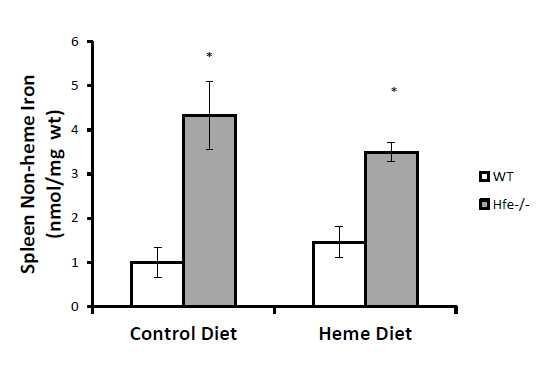 6
5
4
3
2
1
0
Spleen Non-heme Iron
(nmol/mg wt)
*
*
Control Diet
Heme Diet
WT
Hfe-/-